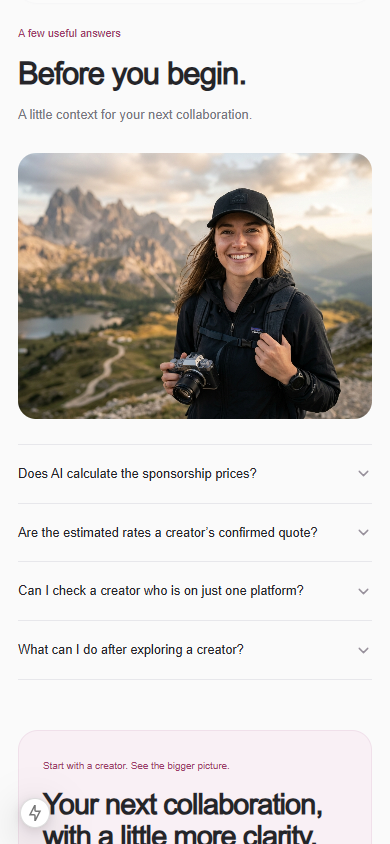 A few useful answers
Before you begin.
A little context for your next collaboration.
Does AI calculate the sponsorship prices?
Are the estimated rates a creator’s confirmed quote?
Can I check a creator who is on just one platform?
What can I do after exploring a creator?
Start with a creator. See the bigger picture.
Your next collaboration,
with a little more clarity.